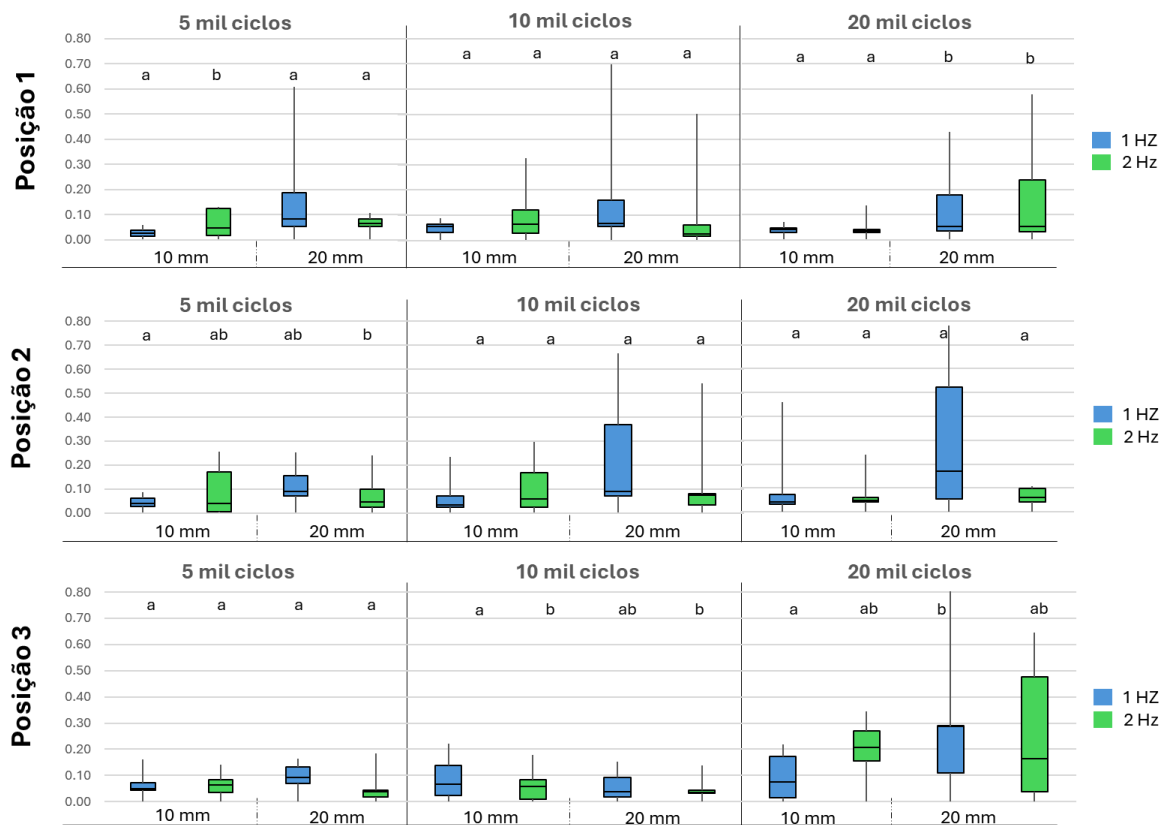 5 mil ciclos 10 mil ciclos 20 mil ciclos
Posição 1
0.80
0.70
0.60
0.50
0.40
0.30
0.20
0.10
0.00
a b a a a a a a a a b b
10 mm 20 mm 10 mm 20 mm 10 mm 20 mm
1 HZ
2 Hz
5 mil ciclos 10 mil ciclos 20 mil ciclos
Posição 2
0.80
0.70
0.60
0.50
0.40
0.30
0.20
0.10
0.00
a ab ab b a a a a a a a a
10 mm 20 mm 10 mm 20 mm 10 mm 20 mm
1 HZ
2 Hz
5 mil ciclos 10 mil ciclos 20 mil ciclos
Posição 3
0.80
0.70
0.60
0.50
0.40
0.30
0.20
0.10
0.00
a a a a a b ab b a ab b ab
10 mm 20 mm 10 mm 20 mm 10 mm 20 mm
1 HZ
2 Hz